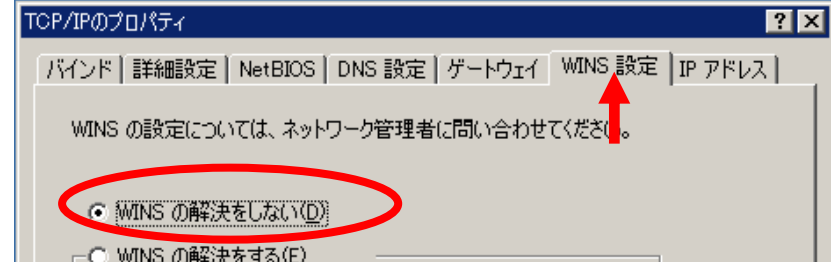 TCP/IPのプロパティ
バインド 詳細設定 NetBIOS DNS 設定 ゲートウェイ WINS 設定 IP アドレス
WINS の設定については、ネットワーク管理者に問い合わせてください。
WINS の解決をしない(D)
WINS の解決をする(E)